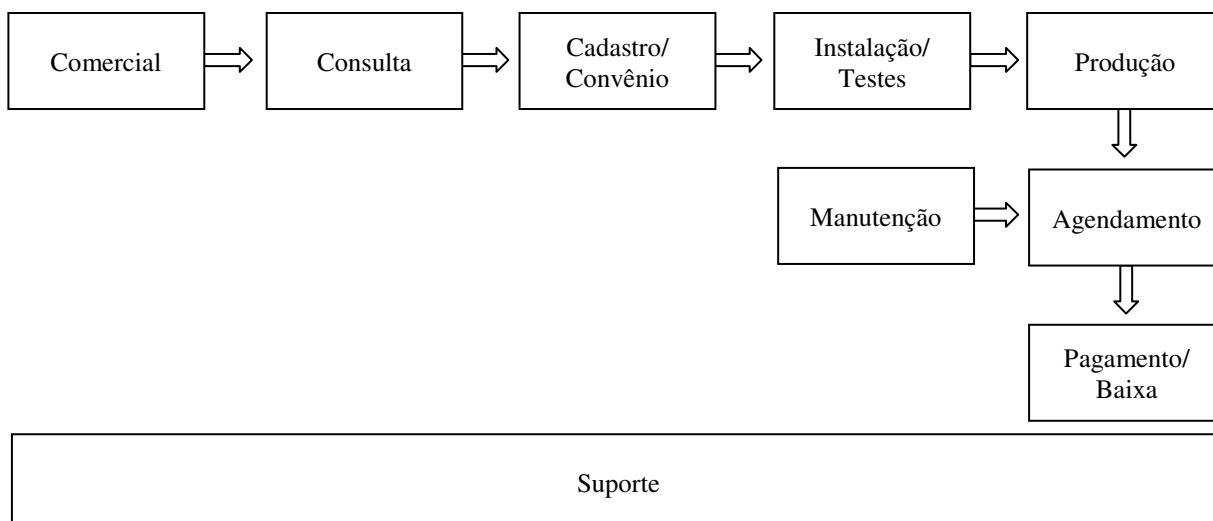 Comercial
Consulta
Cadastro/
Convênio
Instalação/
Testes
Produção
Manutenção
Agendamento
Pagamento/
Baixa
Suporte